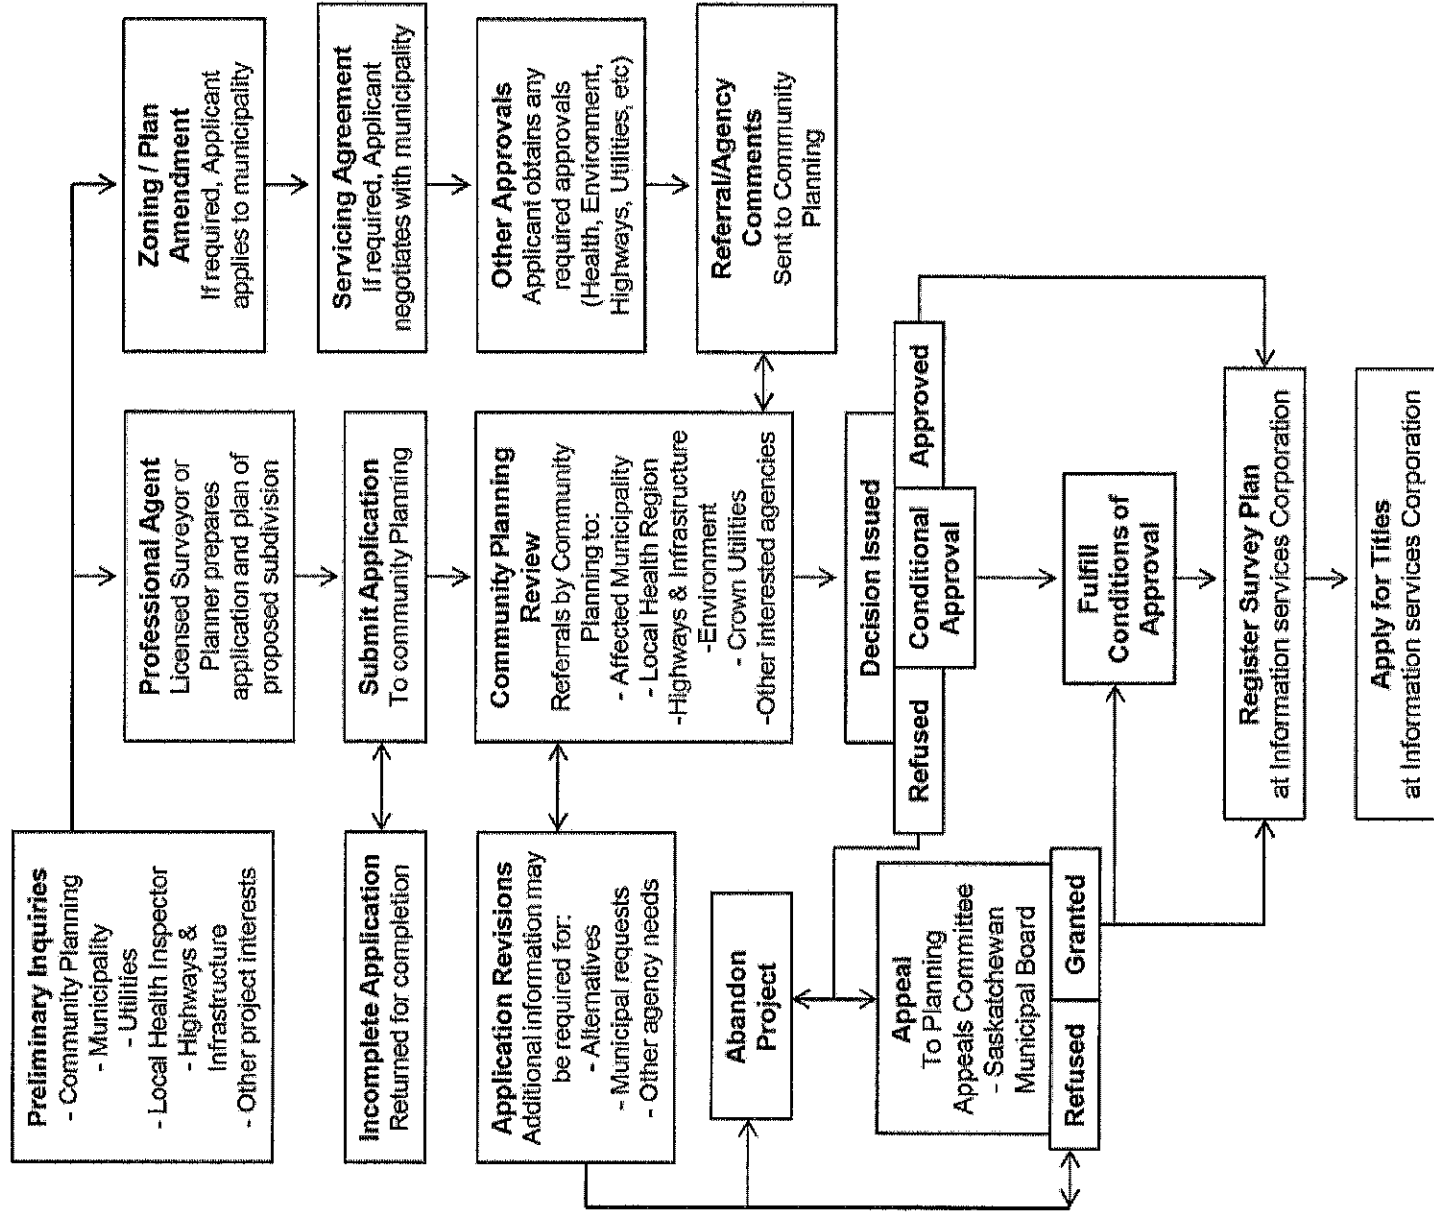 Preliminary Inquiries
- Community Planning
- Municipality
- Utilities
- Local Health Inspector
- Highways &
Infrastructure
- Other project interests
Professional Agent
Licensed Surveyor or
Planner prepares
application and plan of
proposed subdivision
Zoning / Plan
Amendment
If required, Applicant
applies to municipality
Incomplete Application
Returned for completion
Submit Application
To community Planning
Servicing Agreement
If required, Applicant
negotiates with municipality
Application Revisions
Additional information may
be required for:
- Alternatives
- Municipal requests
- Other agency needs
Community Planning
Review
Referrals by Community
Planning to:
- Affected Municipality
- Local Health Region
-Highways & Infrastructure
-Environment
- Crown Utilities
-Other interested agencies
Other Approvals
Applicant obtains any
required approvals
(Health, Environment,
Highways, Utilities, etc)
Referral/Agency
Comments
Sent to Community
Planning
Abandon
Project
Decision Issued
Refused
Conditional
Approval
Approved
Appeal
To Planning
Appeals Committee
- Saskatchewan
Municipal Board
Refused
Granted
Fulfill
Conditions of
Approval
Register Survey Plan
at Information services Corporation
Apply for Titles
at Information services Corporation